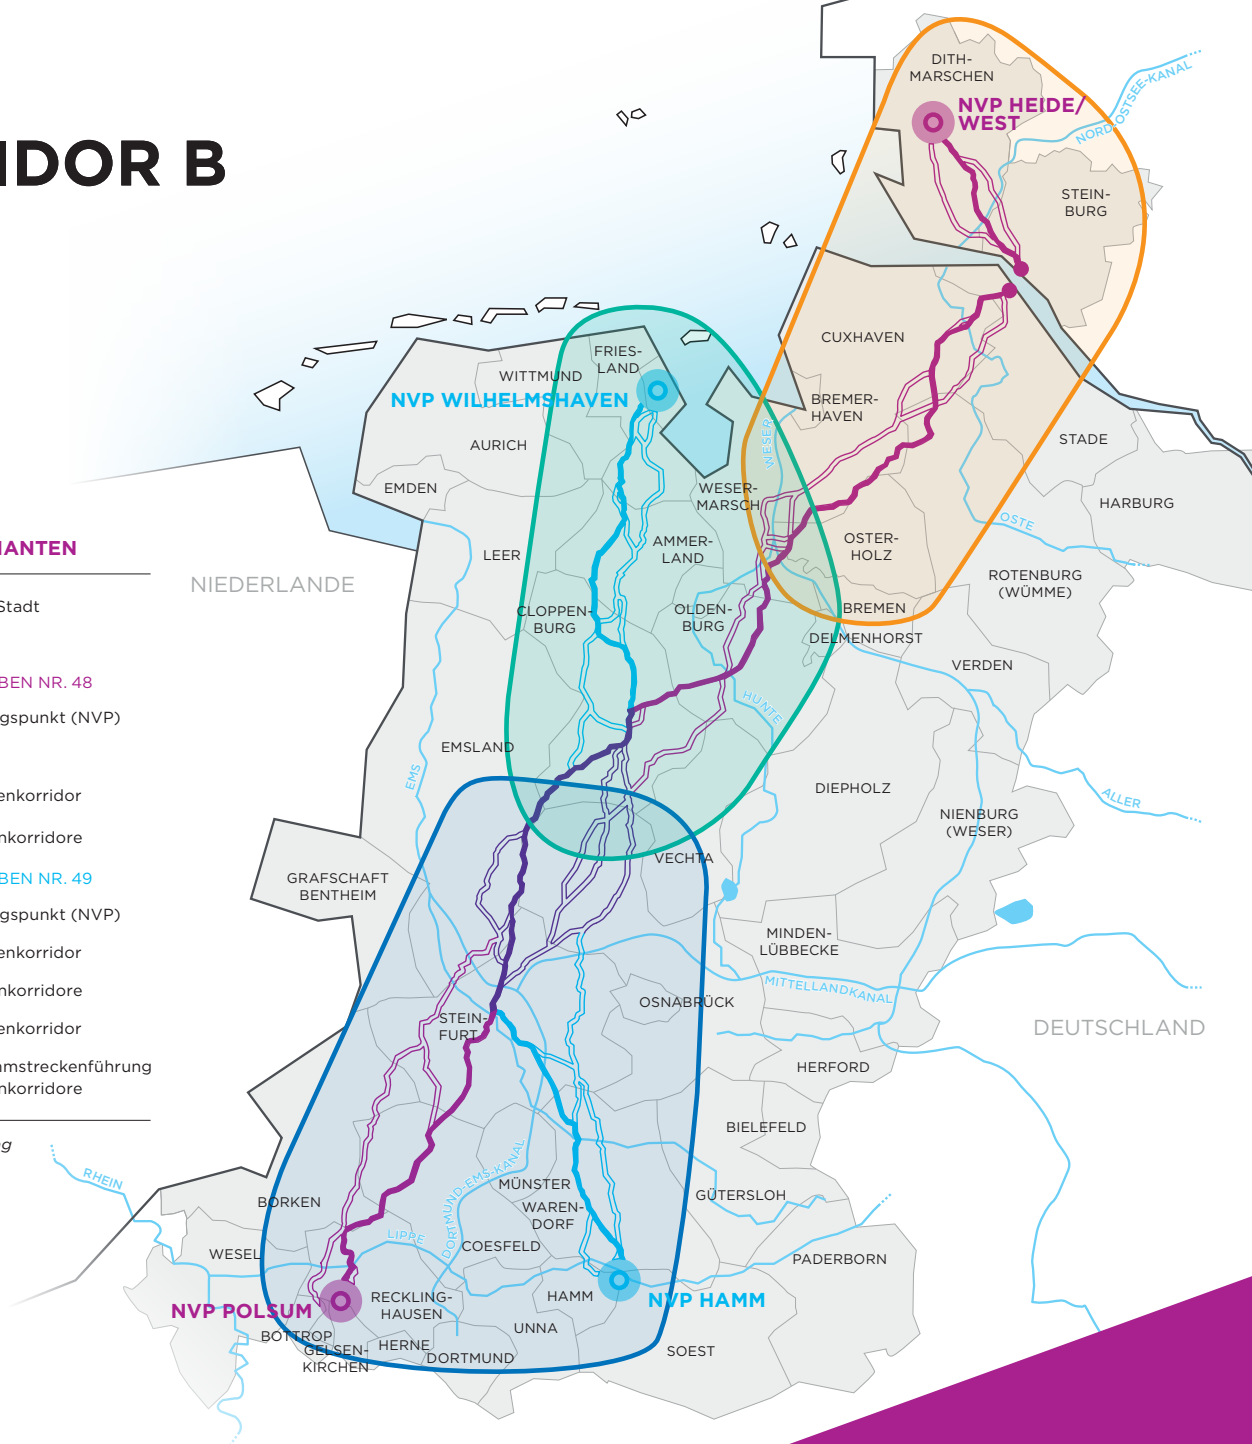 IDOR B
IANTEN
Stadt
BEN NR. 48
gspunkt (NVP)
enkorridor
nkorridore
BEN NR. 49
gspunkt (NVP)
enkorridor
nkorridore
enkorridor
mstreckenführung
nkorridore
g
DITH-
MARSCHEN
NVP HEIDE/
WEST
NORD-OSTSEE-KANAL
STEIN-
BURG
CUXHAVEN
FRIES-
LAND
WITTMUND
NVP WILHELMSHAVEN
BREMER-
HAVEN
WESER
AURICH
STADE
EMDEN
WESER-
MARSCH
HARBURG
OSTE
AMMER-
LAND
OSTER-
HOLZ
LEER
NIEDERLANDE
ROTENBURG
(WÜMME)
CLOPPEN-
BURG
OLDEN-
BURG
BREMEN
DELMENHORST
VERDEN
HUNTE
EMSLAND
EMS
DIEPHOLZ
ALLER
NIENBURG
(WESER)
VECHTA
GRAFSCHAFT
BENTHEIM
MINDEN-
LÜBBECKE
MITTELLANDKANAL
OSNABRÜCK
STEIN-
FURT
DEUTSCHLAND
HERFORD
BIELEFELD
RHEIN
DORTMUND-EMS-KANAL
MÜNSTER
GÜTERSLOH
BORKEN
WAREN-
DORF
LIPPE
COESFELD
WESEL
PADERBORN
NVP POLSUM
RECKLING-
HAUSEN
HAMM
NVP HAMM
UNNA
BOTTROP
GELSEN-
KIRCHEN
HERNE
DORTMUND
SOEST